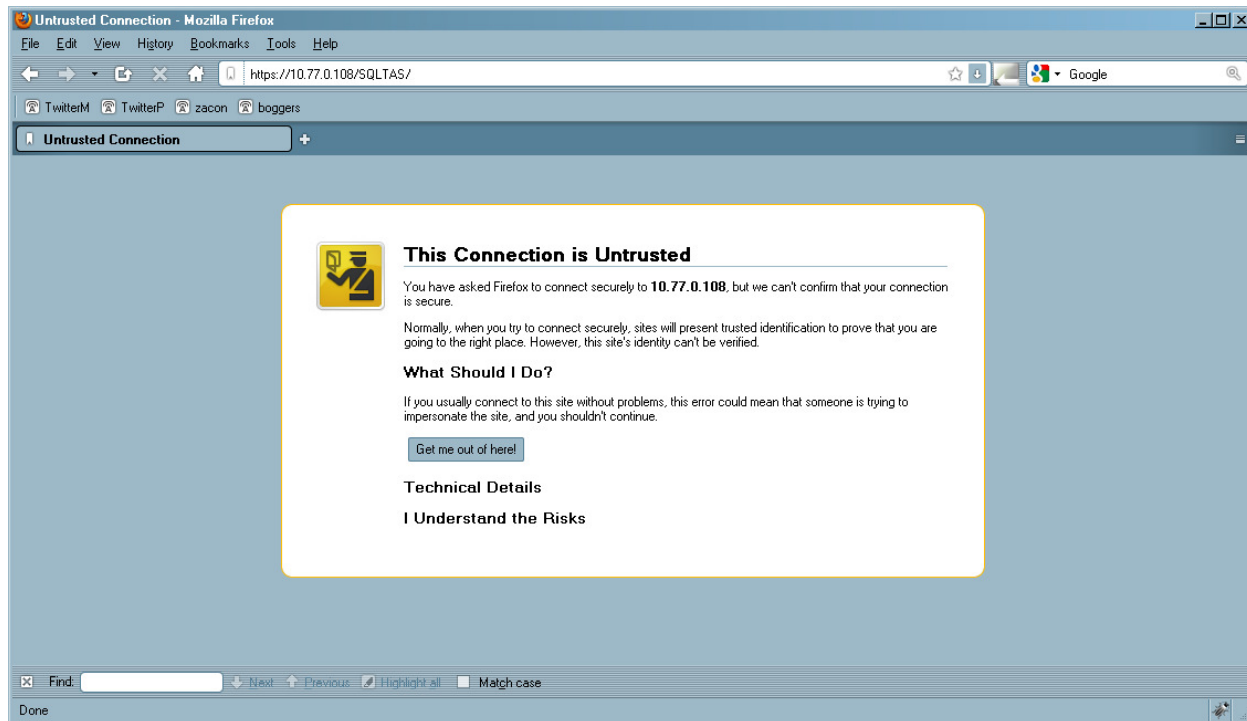 Untrusted Connection - Mozilla Firefox
File Edit View History Bookmarks Tools Help
https://10.77.0.108/SQLTAS/ Google
TwitterM TwitterP zacon boggers
Untrusted Connection
This Connection is Untrusted
You have asked Firefox to connect securely to 10.77.0.108, but we can't confirm that your connection
is secure.
Normally, when you try to connect securely, sites will present trusted identification to prove that you are
going to the right place. However, this site's identity can't be verified.
What Should I Do?
If you usually connect to this site without problems, this error could mean that someone is trying to
impersonate the site, and you shouldn't continue.
Get me out of here!
Technical Details
I Understand the Risks
Find: Next Previous Highlight all Match case
Done